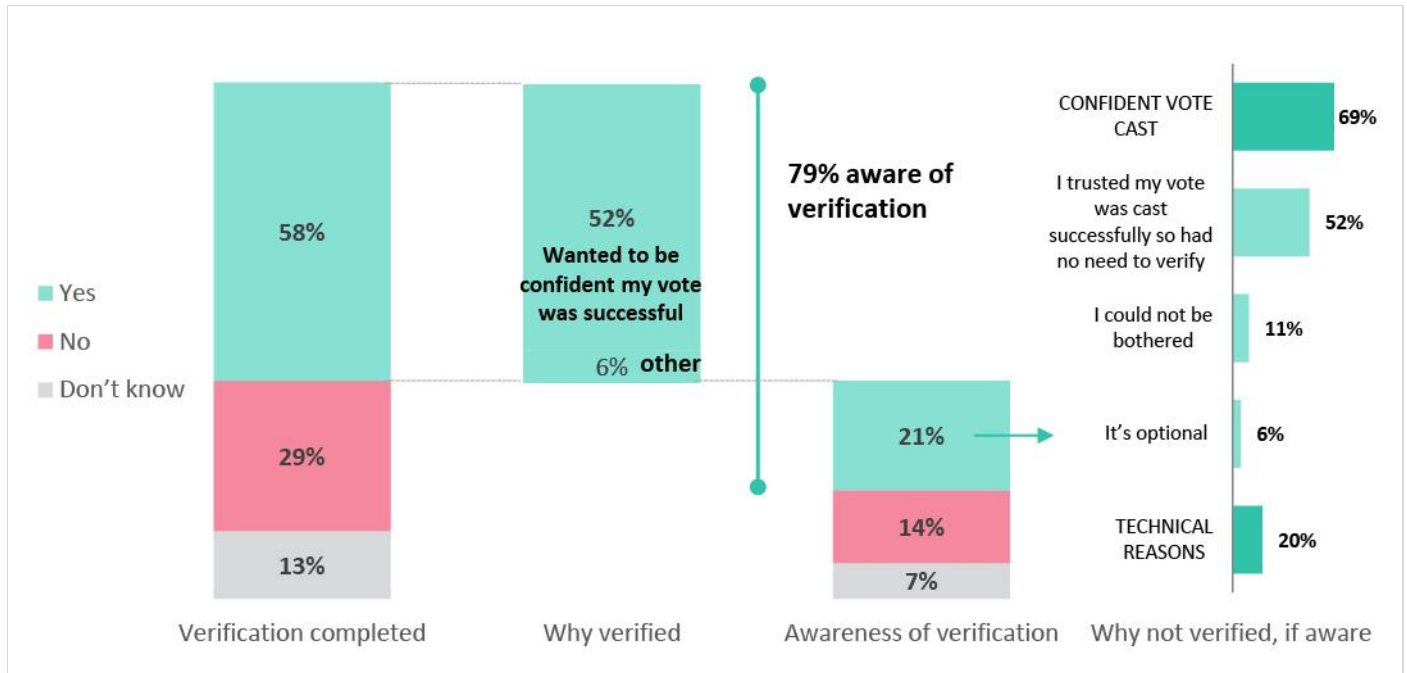 Yes
No
Don't know
58%
29%
13%
Verification completed
52%
Wanted to be
confident my vote
was successful
6% other
Why verified
79% aware of
verification
21%
14%
7%
Awareness of verification
CONFIDENT VOTE
CAST
69%
I trusted my vote
was cast
successfully so had
no need to verify
52%
I could not be
bothered
11%
It's optional
6%
TECHNICAL
REASONS
20%
Why not verified, if aware